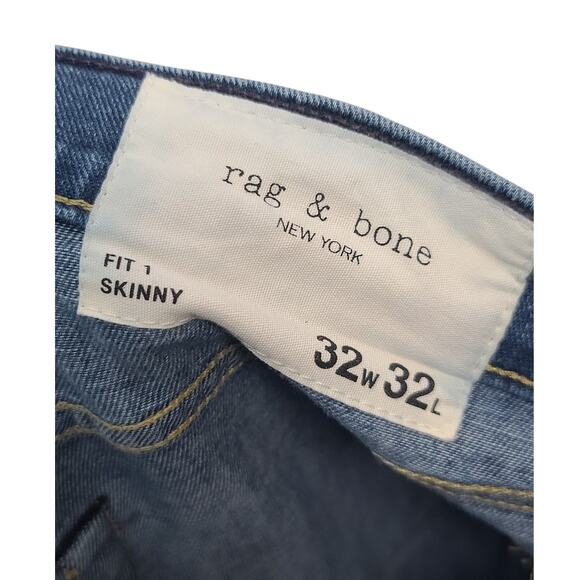 rag & bone
NEW YORK
FIT 1
SKINNY
32W 32L